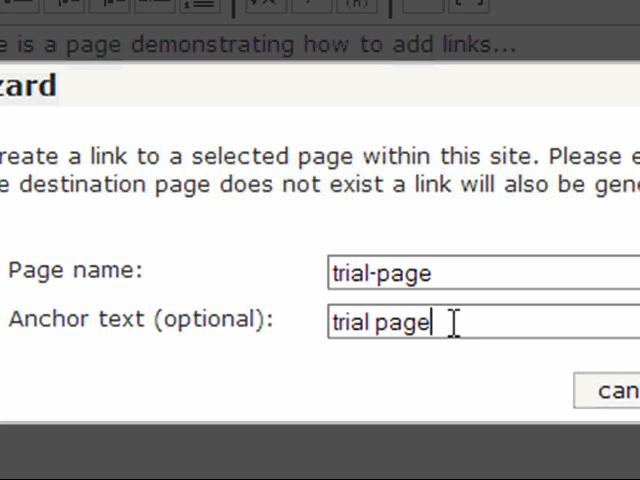 e is a page demonstrating how to add links...
zard
reate a link to a selected page within this site. Please e
e destination page does not exist a link will also be gene
Page name: trial-page
Anchor text (optional): trial page
can